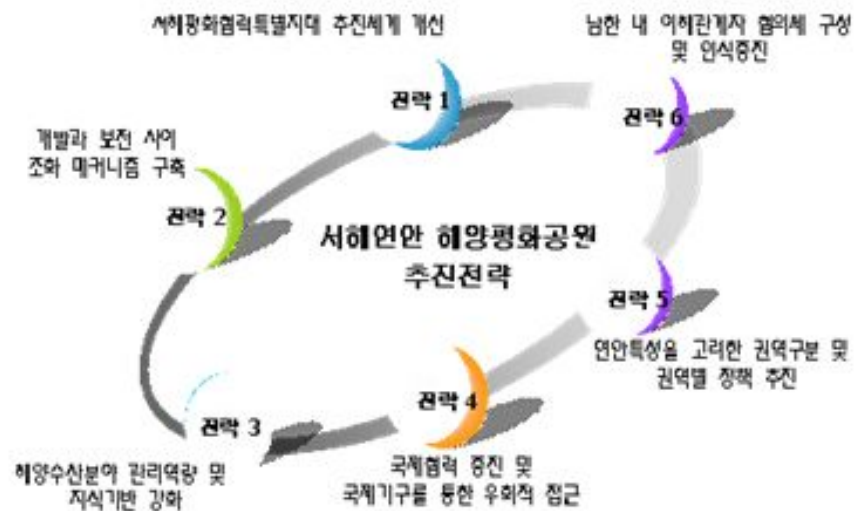 서해평화협력특별지대 추진체계 개선
전략 1
남한 내 이해관계자 협의체 구성
및 인식증진
전략 6
개발과 보전 사이
조화 메커니즘 구축
전략 2
서해연안 해양평화공원
추진전략
전략 5
연안특성을 고려한 권역구분 및
권역별 정책 추진
전략 4
국제협력 증진 및
국제기구를 통한 우회적 접근
전략 3
해양수산분야 관리역량 및
지식기반 강화